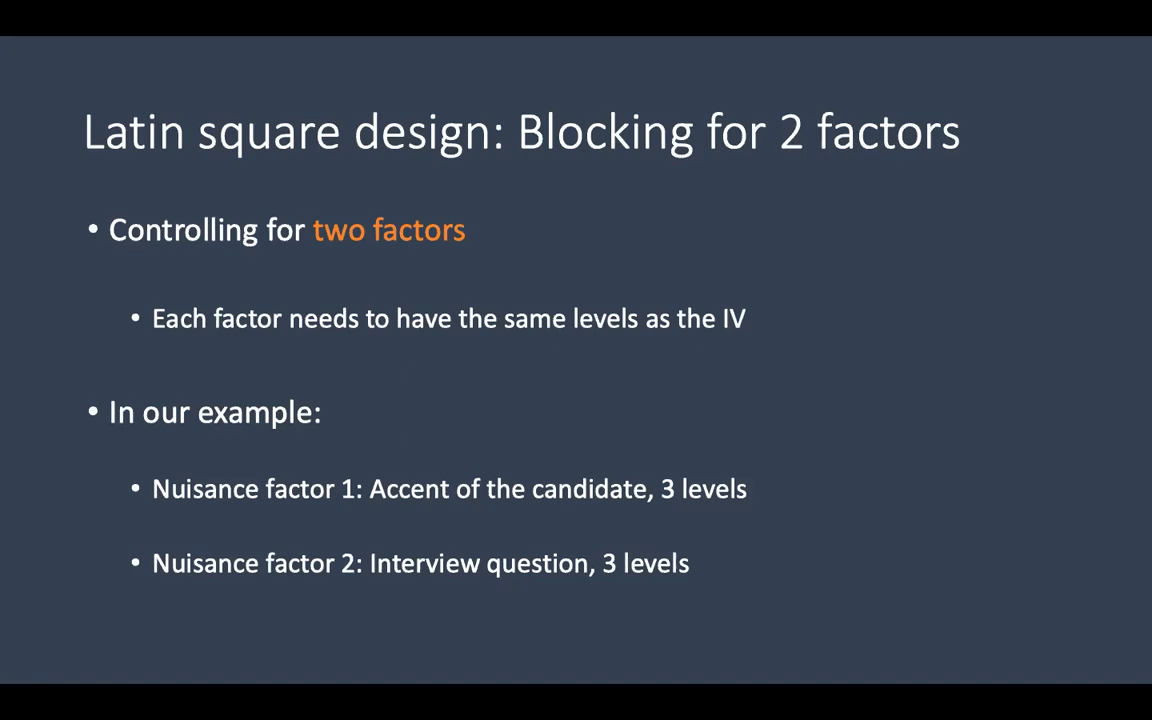 Latin square design: Blocking for 2 factors
• Controlling for two factors
• Each factor needs to have the same levels as the IV
• In our example:
• Nuisance factor 1: Accent of the candidate, 3 levels
• Nuisance factor 2: Interview question, 3 levels